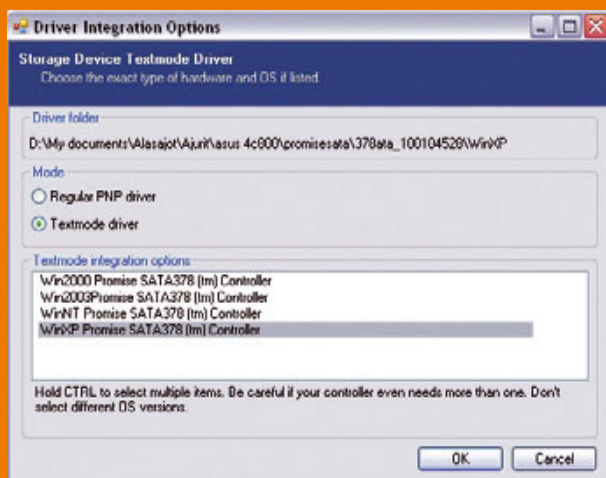 Driver Integration Options
Storage Device Textmode Driver
Choose the exact type of hardware and OS if listed
Driver folder
D:\My documents\Alasajot\Ajurit\asus 4c800\promisesata\378ata_100104528\WinXP
Mode
Regular PNP driver
Textmode driver
Textmode integration options
Win2000 Promise SATA378 (tm) Controller
Win2003Promise SATA378 (tm) Controller
WinNT Promise SATA378 (tm) Controller
WinXP Promise SATA378 (tm) Controller
Hold CTRL to select multiple items. Be careful if your controller even needs more than one. Don't
select different OS versions.
OK Cancel